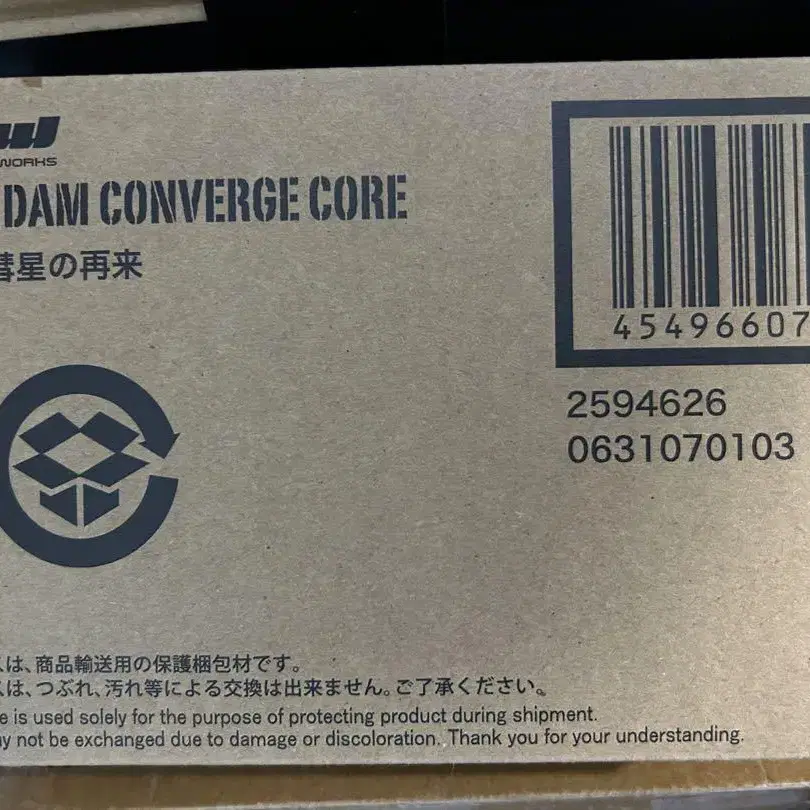 WORKS
DAM CONVERGE CORE
彗星の再来
45496607
2594626
0631070103
は、商品輸送用の保護梱包材です。
は、つぶれ、汚れ等による交換は出来ません。ご了承ください。
e is used solely for the purpose of protecting product during shipment.
y not be exchanged due to damage or discoloration. Thank you for your understanding.